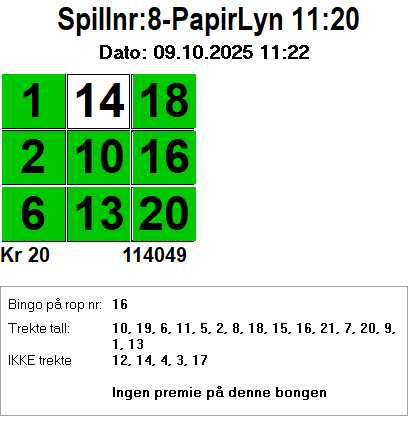 Spillnr:8-PapirLyn 11:20
Dato: 09.10.2025 11:22
1 14 18
2 10 16
6 13 20
Kr 20 114049
Bingo på rop nr: 16
Trekte tall: 10, 19, 6, 11, 5, 2, 8, 18, 15, 16, 21, 7, 20, 9,
1, 13
IKKE trekte 12, 14, 4, 3, 17
Ingen premie på denne bongen